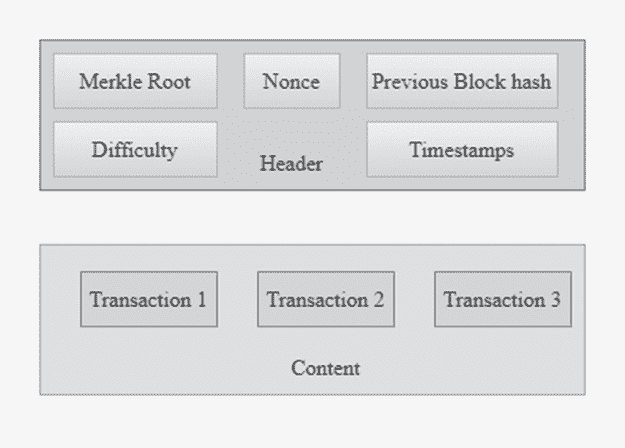 Merkle Root
Nonce
Previous Block hash
Difficulty
Header
Timestamps
Transaction 1
Transaction 2
Transaction 3
Content